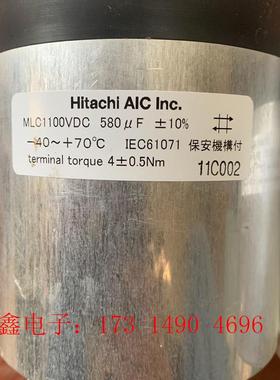 Hitachi AIC Inc.
MLC1100VDC 580μF ±10%
－40～＋70℃ IEC61071 保安機構付
terminal torque 4±0.5Nm 11C002
鑫电子：173 1490 4696